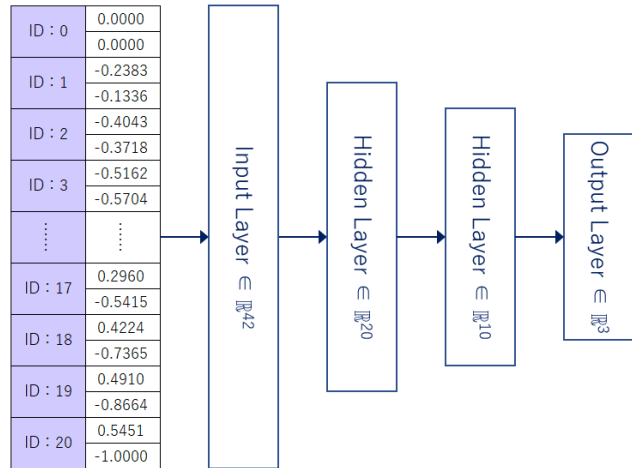 ID：0
0.0000
0.0000
ID：1
-0.2383
-0.1336
ID：2
-0.4043
-0.3718
ID：3
-0.5162
-0.5704
⋮
⋮
ID：17
0.2960
-0.5415
ID：18
0.4224
-0.7365
ID：19
0.4910
-0.8664
ID：20
0.5451
-1.0000
Input Layer ∈ ℝ⁴²
Hidden Layer ∈ ℝ²⁰
Hidden Layer ∈ ℝ¹⁰
Output Layer ∈ ℝ³